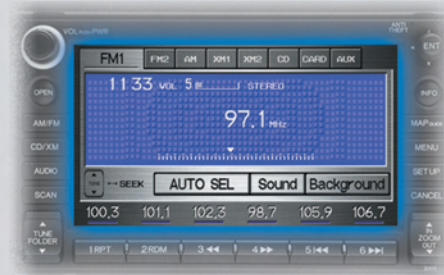 VOL PUSH-PWR
ANTI THEFT
FM1 FM2 AM XM1 XM2 CD CARD AUX
ENT
11:33 VOL 5 STEREO
97.1 MHz
OPEN
INFO
AM/FM
MAP GUIDE
CD/XM
MENU
AUDIO
SETUP
SCAN
CANCEL
TUNE SEEK AUTO SEL Sound Background
100.3 101.1 102.3 98.7 105.9 106.7
TUNE FOLDER
IN ZOOM OUT
1 RPT 2 RDM 3 ◄◄ 4 ►► 5 |◄◄ 6 ►►|